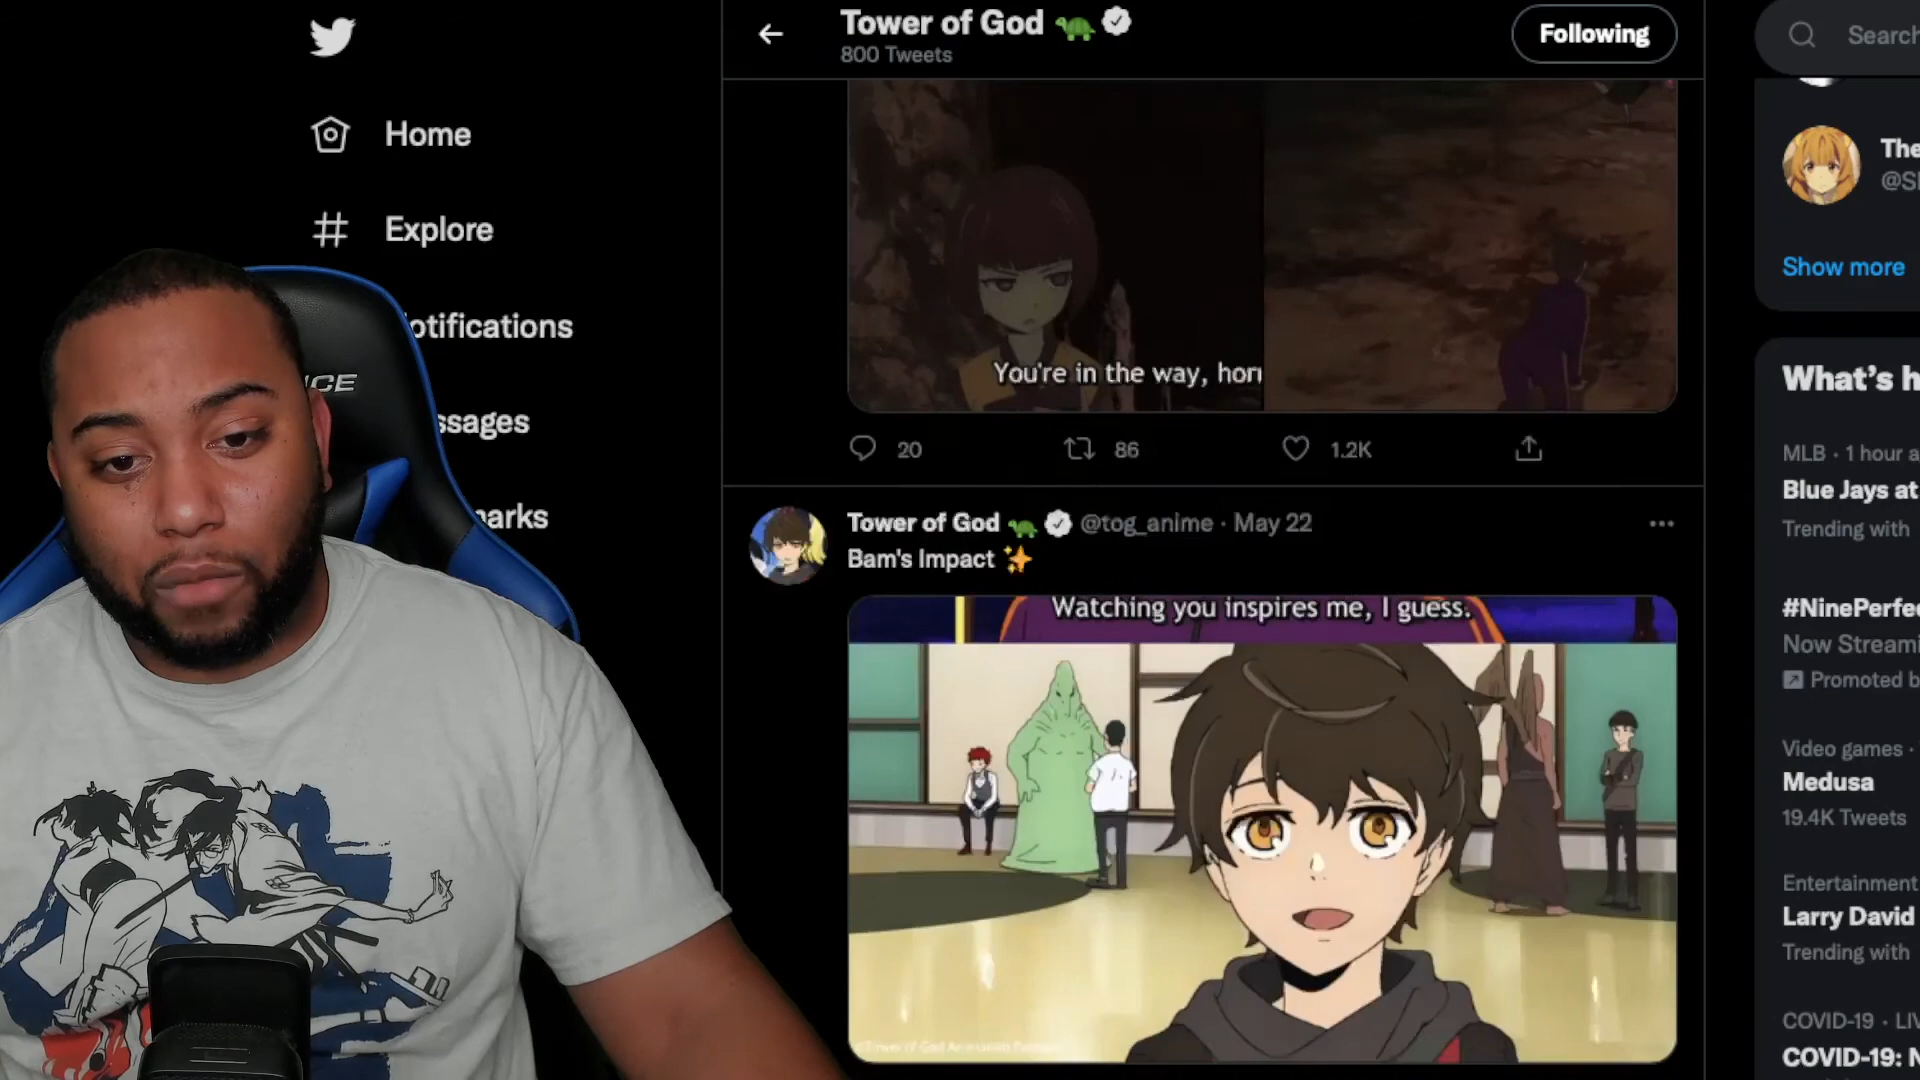 Tower of God
800 Tweets
Following
Search
Home
Explore
otifications
ssages
arks
You're in the way, horn
20
86
1.2K
Tower of God @tog_anime · May 22
Bam's Impact
Watching you inspires me, I guess.
The
@S
Show more
What's h
MLB · 1 hour a
Blue Jays at
Trending with
#NinePerfe
Now Streami
Promoted b
Video games ·
Medusa
19.4K Tweets
Entertainment
Larry David
Trending with
COVID-19 · LIV
COVID-19: N